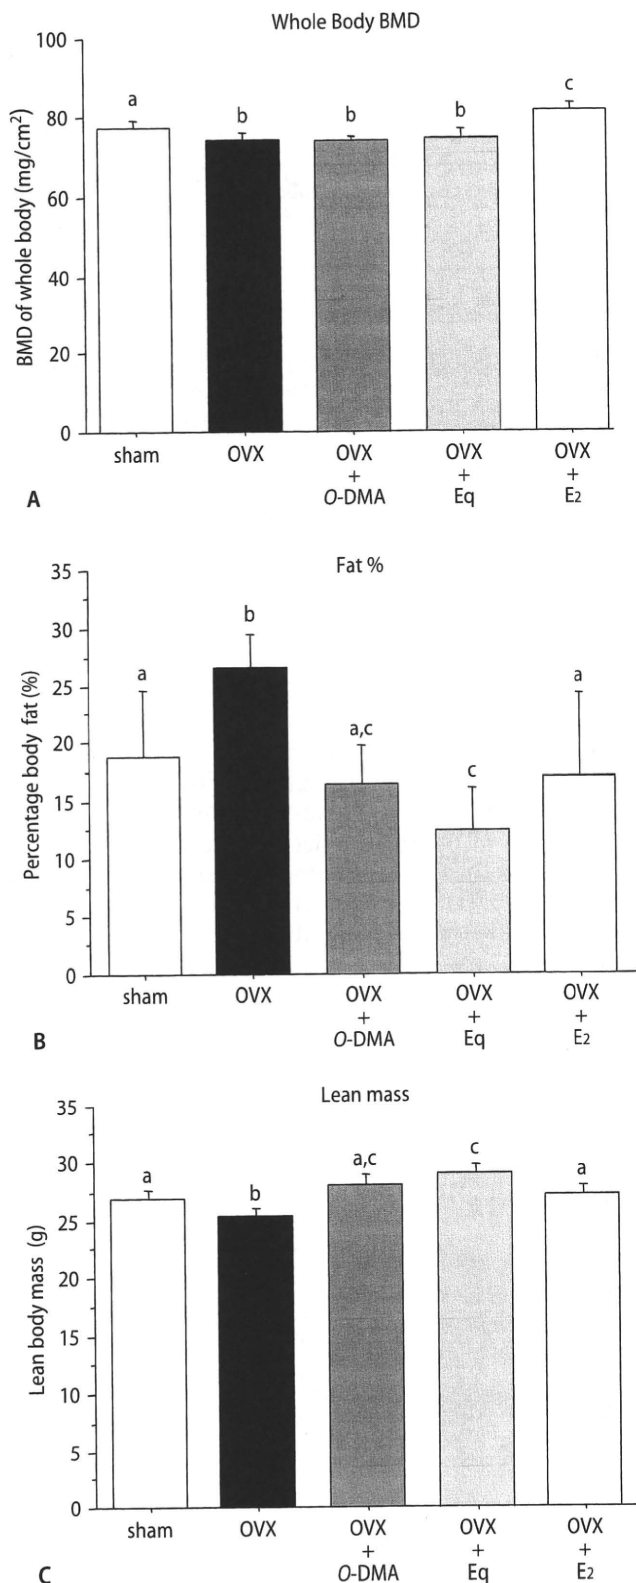 Whole Body BMD
BMD of whole body (mg/cm²)
100
80
60
40
20
0
a
b
b
b
c
sham
OVX
OVX
+
O-DMA
OVX
+
Eq
OVX
+
E2
A
Fat %
Percentage body fat (%)
35
30
25
20
15
10
5
0
a
b
a,c
c
a
sham
OVX
OVX
+
O-DMA
OVX
+
Eq
OVX
+
E2
B
Lean mass
Lean body mass (g)
35
30
25
20
15
10
5
0
a
b
a,c
c
a
sham
OVX
OVX
+
O-DMA
OVX
+
Eq
OVX
+
E2
C